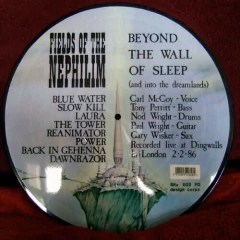 FIELDS OF THE
NEPHILIM
BLUE WATER
SLOW KILL
LAURA
THE TOWER
REANIMATOR
POWER
BACK IN GEHENNA
DAWNRAZOR
BEYOND
THE WALL
OF SLEEP
(and into the dreamlands)
Carl McCoy - Voice
Tony Pettitt - Bass
Nod Wright - Drums
Paul Wright - Guitar
Gary Wisker - Sax
Recorded live at Dingwalls
in London 2-2-86
design corps